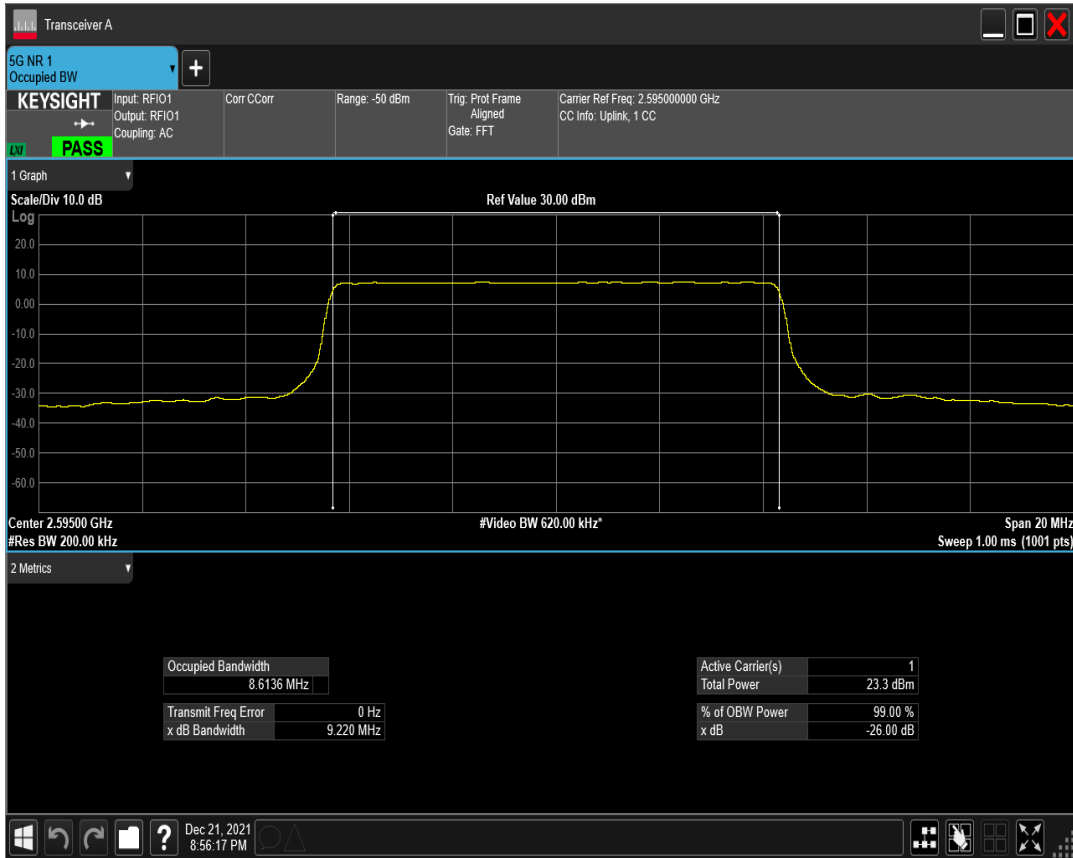 Transceiver A
5G NR 1
Occupied BW
KEYSIGHT
LXI
PASS
Input: RFIO1
Output: RFIO1
Coupling: AC
Corr CCorr
Range: -50 dBm
Trig: Prot Frame
Aligned
Gate: FFT
Carrier Ref Freq: 2.595000000 GHz
CC Info: Uplink, 1 CC
1 Graph
Scale/Div 10.0 dB
Ref Value 30.00 dBm
Log
20.0
10.0
0.00
-10.0
-20.0
-30.0
-40.0
-50.0
-60.0
Center 2.59500 GHz
#Video BW 620.00 kHz*
Span 20 MHz
#Res BW 200.00 kHz
Sweep 1.00 ms (1001 pts)
2 Metrics
Occupied Bandwidth
8.6136 MHz
Transmit Freq Error 0 Hz
x dB Bandwidth 9.220 MHz
Active Carrier(s) 1
Total Power 23.3 dBm
% of OBW Power 99.00 %
x dB -26.00 dB
?
Dec 21, 2021
8:56:17 PM